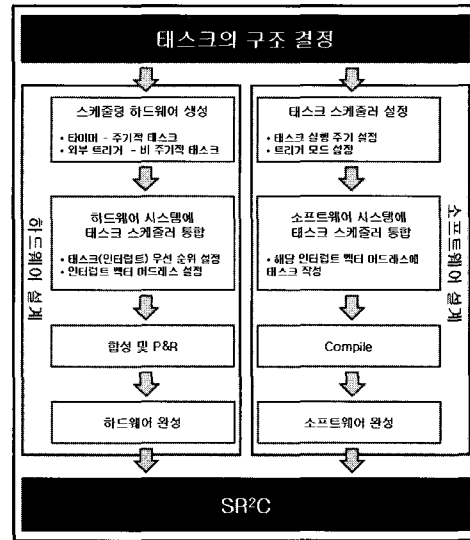 태스크의 구조 결정
스케줄링 하드웨어 생성
• 타이머 - 주기적 태스크
• 외부 트리거 - 비 주기적 태스크
하드웨어 시스템에
태스크 스케줄러 통합
• 태스크(인터럽트) 우선 순위 설정
• 인터럽트 벡터 어드레스 설정
합성 및 P&R
하드웨어 완성
하드웨어 설계
태스크 스케줄러 설정
• 태스크 실행 주기 설정
• 트리거 모드 설정
소프트웨어 시스템에
태스크 스케줄러 통합
• 해당 인터럽트 벡터 어드레스에
태스크 작성
Compile
소프트웨어 완성
소프트웨어 설계
SR²C